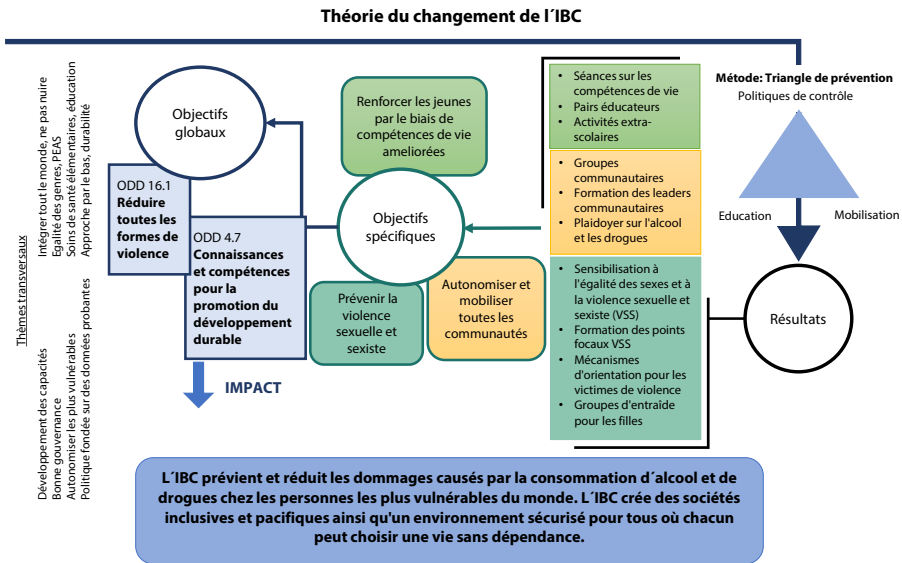 Théorie du changement de l´IBC
Thèmes transversaux
Intégrer tout le monde, ne pas nuire
Egalité des genres, PEAS
Soins de santé élémentaires, éducation
Approche par le bas, durabilité
Développement des capacités
Bonne gouvernance
Autonomiser les plus vulnérables
Politique fondée sur des données probantes
Objectifs
globaux
ODD 16.1
Réduire
toutes les
formes de
violence
ODD 4.7
Connaissances
et compétences
pour la
promotion du
développement
durable
IMPACT
Renforcer les jeunes
par le biais de
compétences de vie
ameliorées
Objectifs
spécifiques
Prévenir la
violence
sexuelle et
sexiste
Autonomiser et
mobiliser
toutes les
communautés
• Séances sur les
compétences de vie
• Pairs éducateurs
• Activités extra-
scolaires
• Groupes
communautaires
• Formation des leaders
communautaires
• Plaidoyer sur l'alcool
et les drogues
• Sensibilisation à
l'égalité des sexes et à
la violence sexuelle et
sexiste (VSS)
• Formation des points
focaux VSS
• Mécanismes
d'orientation pour les
victimes de violence
• Groupes d'entraîde
pour les filles
Métode: Triangle de prévention
Politiques de contrôle
Education
Mobilisation
Résultats
L´IBC prévient et réduit les dommages causés par la consommation d´alcool et de
drogues chez les personnes les plus vulnérables du monde. L´IBC crée des sociétés
inclusives et pacifiques ainsi qu'un environnement sécurisé pour tous où chacun
peut choisir une vie sans dépendance.